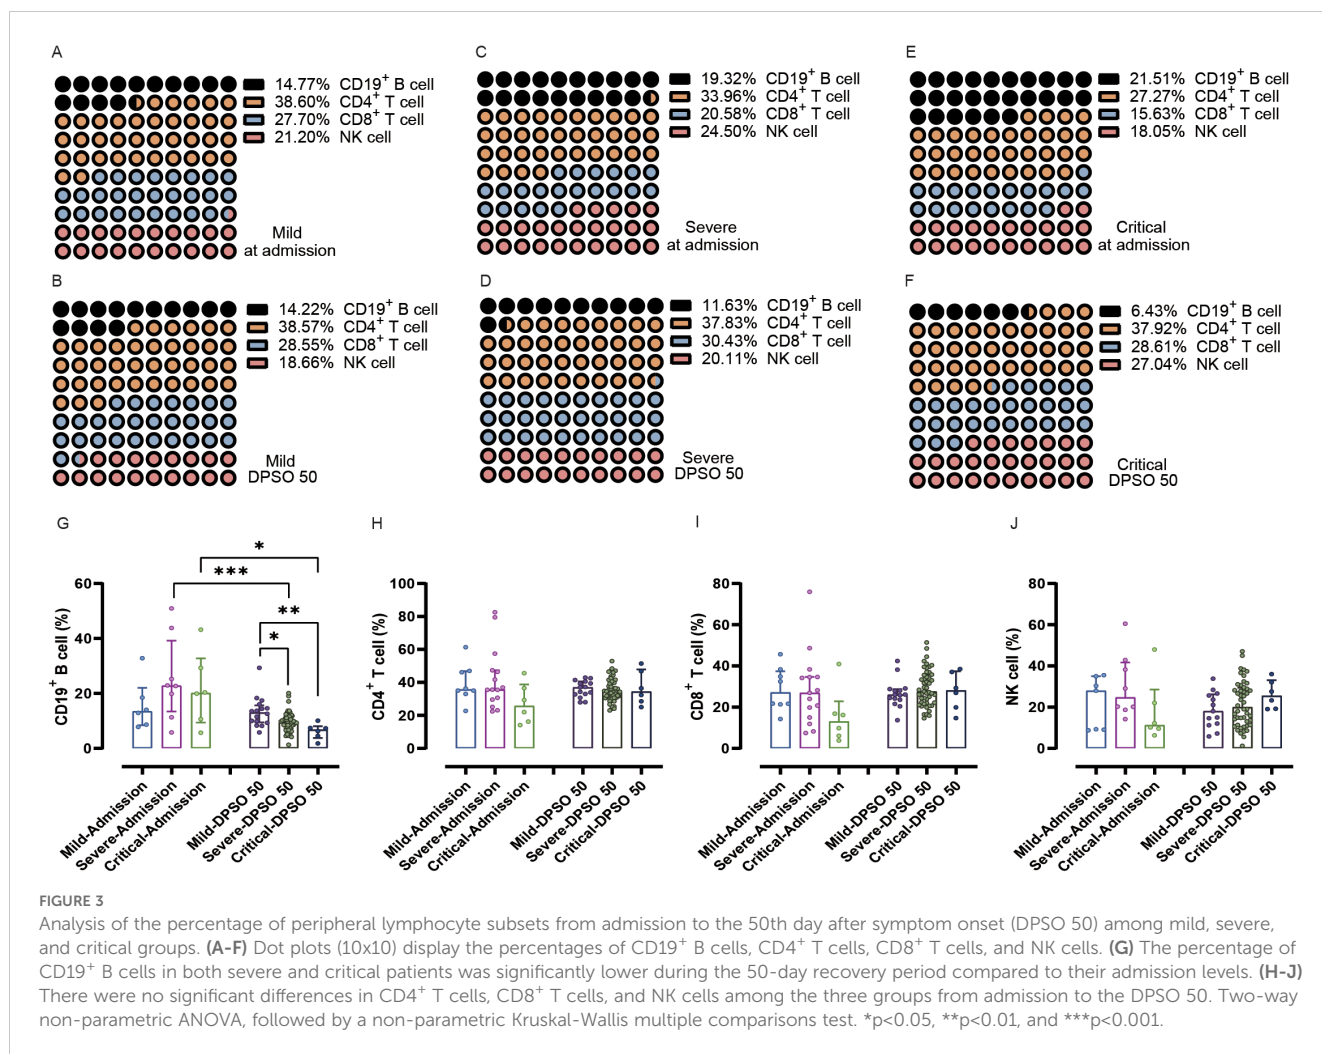 A
14.77% CD19+ B cell
38.60% CD4+ T cell
27.70% CD8+ T cell
21.20% NK cell
Mild
at admission
C
19.32% CD19+ B cell
33.96% CD4+ T cell
20.58% CD8+ T cell
24.50% NK cell
Severe
at admission
E
21.51% CD19+ B cell
27.27% CD4+ T cell
15.63% CD8+ T cell
18.05% NK cell
Critical
at admission
B
14.22% CD19+ B cell
38.57% CD4+ T cell
28.55% CD8+ T cell
18.66% NK cell
Mild
DPSO 50
D
11.63% CD19+ B cell
37.83% CD4+ T cell
30.43% CD8+ T cell
20.11% NK cell
Severe
DPSO 50
F
6.43% CD19+ B cell
37.92% CD4+ T cell
28.61% CD8+ T cell
27.04% NK cell
Critical
DPSO 50
G
CD19+ B cell (%)
60
40
20
0
*
***
**
*
Mild-Admission
Severe-Admission
Critical-Admission
Mild-DPSO 50
Severe-DPSO 50
Critical-DPSO 50
H
CD4+ T cell (%)
100
80
60
40
20
0
Mild-Admission
Severe-Admission
Critical-Admission
Mild-DPSO 50
Severe-DPSO 50
Critical-DPSO 50
I
CD8+ T cell (%)
80
60
40
20
0
Mild-Admission
Severe-Admission
Critical-Admission
Mild-DPSO 50
Severe-DPSO 50
Critical-DPSO 50
J
NK cell (%)
80
60
40
20
0
Mild-Admission
Severe-Admission
Critical-Admission
Mild-DPSO 50
Severe-DPSO 50
Critical-DPSO 50
FIGURE 3
Analysis of the percentage of peripheral lymphocyte subsets from admission to the 50th day after symptom onset (DPSO 50) among mild, severe,
and critical groups. (A-F) Dot plots (10x10) display the percentages of CD19+ B cells, CD4+ T cells, CD8+ T cells, and NK cells. (G) The percentage of
CD19+ B cells in both severe and critical patients was significantly lower during the 50-day recovery period compared to their admission levels. (H-J)
There were no significant differences in CD4+ T cells, CD8+ T cells, and NK cells among the three groups from admission to the DPSO 50. Two-way
non-parametric ANOVA, followed by a non-parametric Kruskal-Wallis multiple comparisons test. *p<0.05, **p<0.01, and ***p<0.001.